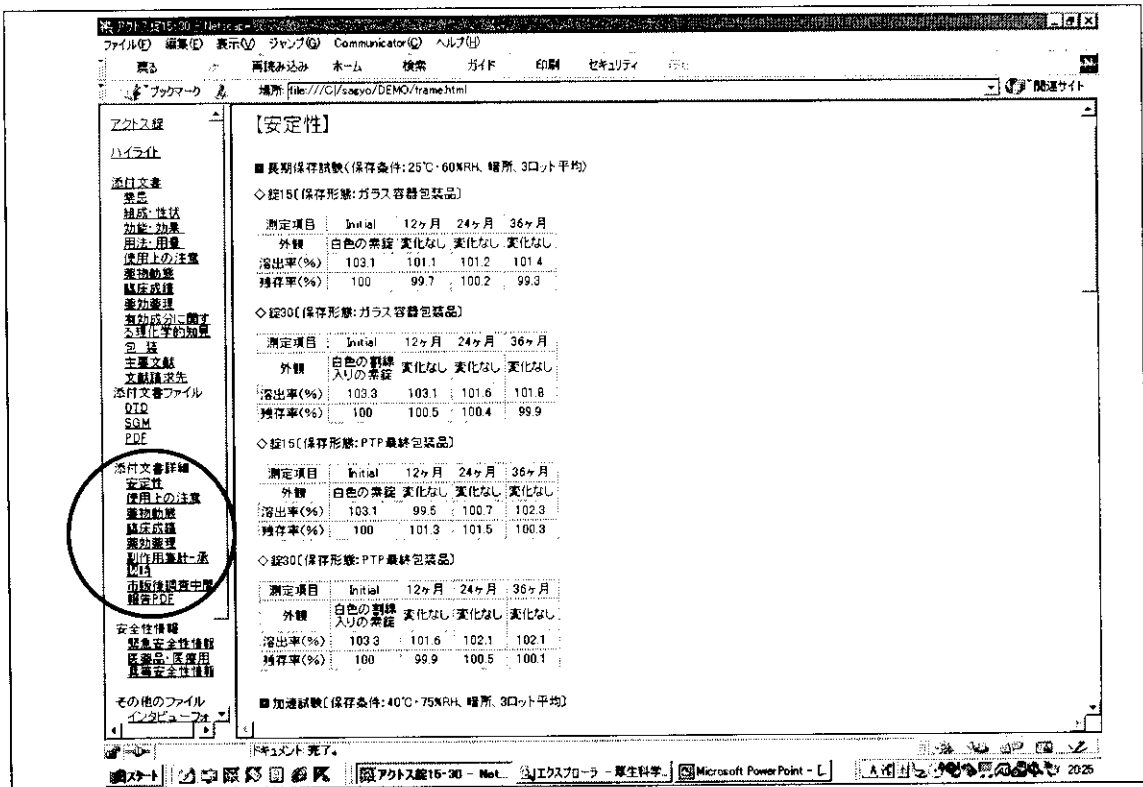 アクトス錠15-30 - Netscape
ファイル(F) 編集(E) 表示(V) ジャンプ(G) Communicator(C) ヘルプ(H)
戻る 再読み込み ホーム 検索 ガイド 印刷 セキュリティ
ブックマーク 場所: file:///C|/sagyo/DEMO/frame.html 関連サイト
アクトス錠
ハイライト
添付文書
禁忌
組成・性状
効能・効果
用法・用量
使用上の注意
薬物動態
臨床成績
薬効薬理
有効成分に関す
る理化学的知見
包 装
主要文献
文献請求先
添付文書ファイル
DTD
SGM
PDF
添付文書詳細
安定性
使用上の注意
薬物動態
臨床成績
薬効薬理
副作用集計-承
認時
市販後調査中間
報告PDF
安全性情報
緊急安全性情報
医薬品・医療用
具等安全性情報
その他のファイル
インタビューフォ
【安定性】
■長期保存試験(保存条件:25℃・60%RH、暗所、3ロット平均)
◇錠15〔保存形態:ガラス容器包装品〕
測定項目 Initial 12ヶ月 24ヶ月 36ヶ月
外観 白色の素錠 変化なし 変化なし 変化なし
溶出率(%) 103.1 101.1 101.2 101.4
残存率(%) 100 99.7 100.2 99.3
◇錠30〔保存形態:ガラス容器包装品〕
測定項目 Initial 12ヶ月 24ヶ月 36ヶ月
外観 白色の割線入りの素錠 変化なし 変化なし 変化なし
溶出率(%) 103.3 103.1 101.6 101.8
残存率(%) 100 100.5 100.4 99.9
◇錠15〔保存形態:PTP最終包装品〕
測定項目 Initial 12ヶ月 24ヶ月 36ヶ月
外観 白色の素錠 変化なし 変化なし 変化なし
溶出率(%) 103.1 99.5 100.7 102.3
残存率(%) 100 101.3 101.5 100.3
◇錠30〔保存形態:PTP最終包装品〕
測定項目 Initial 12ヶ月 24ヶ月 36ヶ月
外観 白色の割線入りの素錠 変化なし 変化なし 変化なし
溶出率(%) 103.3 101.6 102.1 102.1
残存率(%) 100 99.9 100.5 100.1
■加速試験〔保存条件:40℃・75%RH、暗所、3ロット平均〕
ドキュメント:完了。
スタート アクトス錠15-30 - Net... エクスプローラ - 厚生科学... Microsoft PowerPoint - [... 20:25